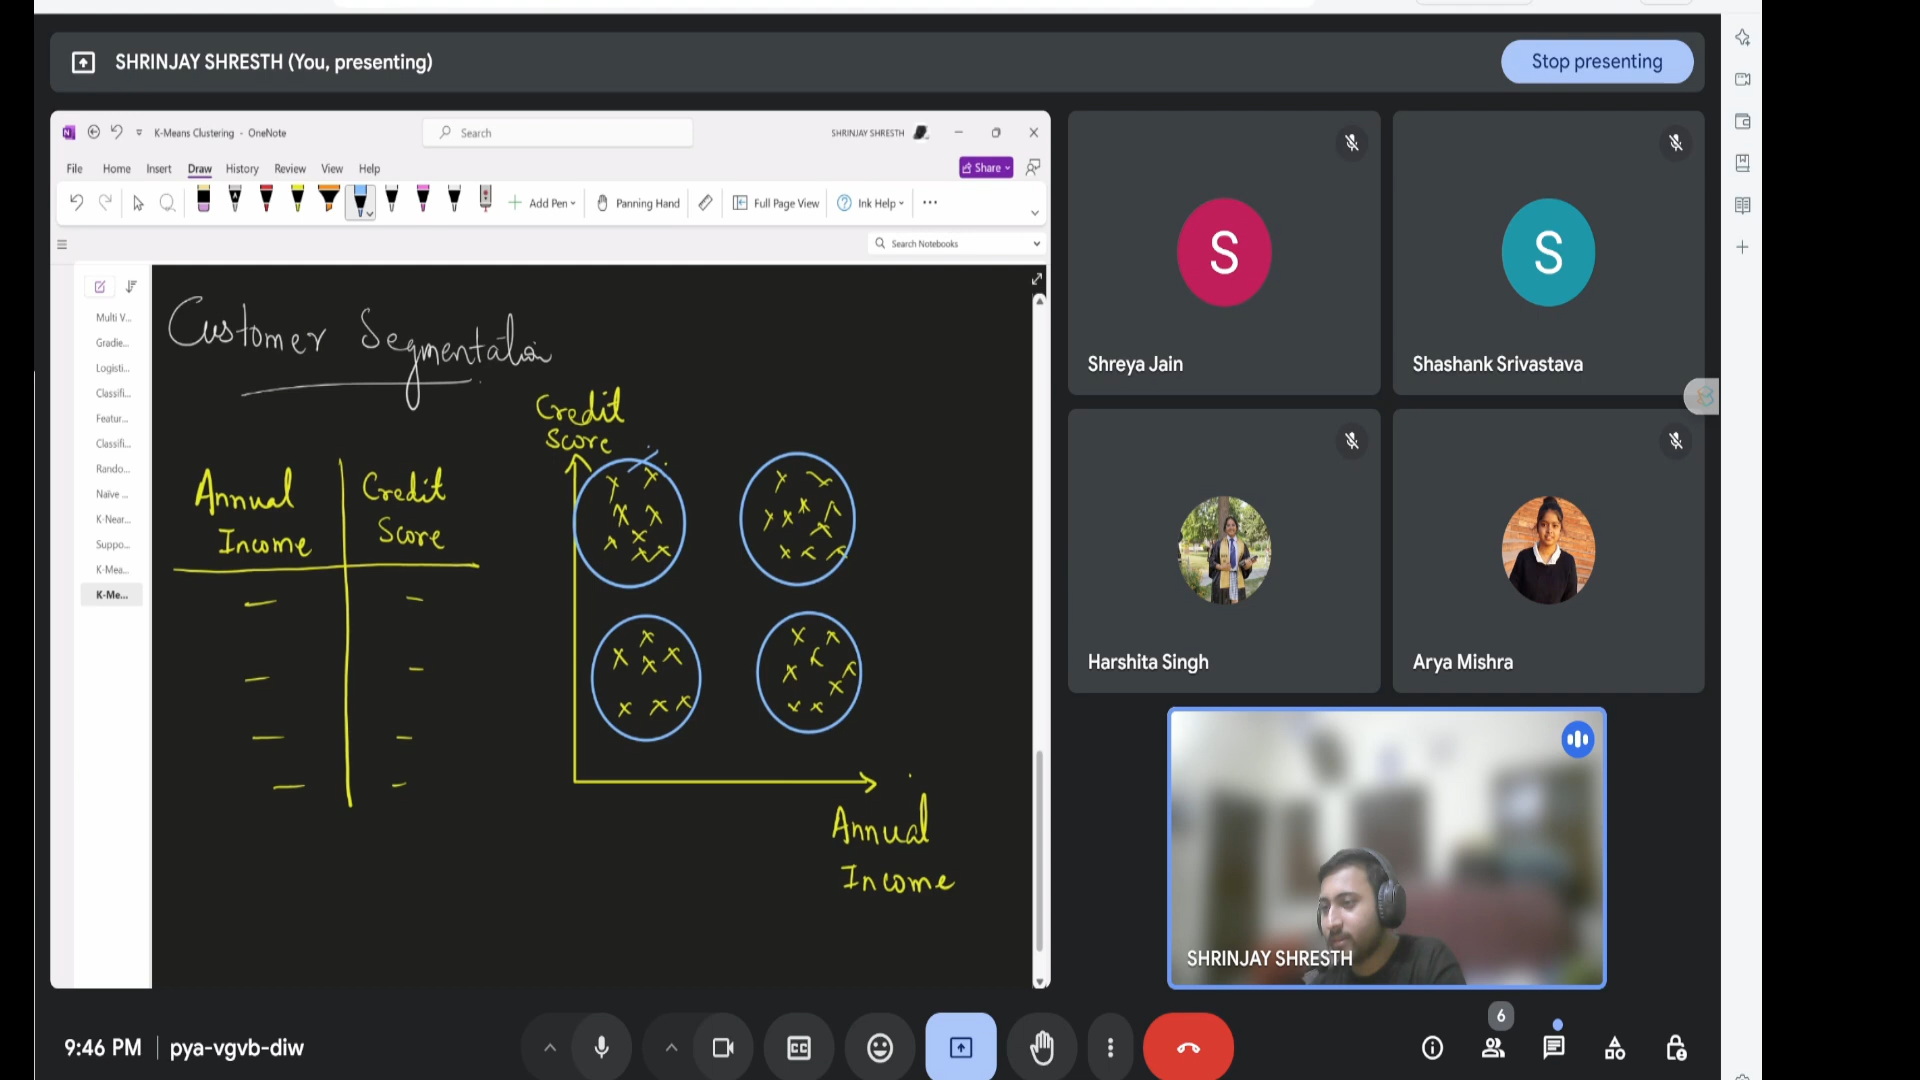 SHRINJAY SHRESTH (You, presenting)
Stop presenting
K-Means Clustering - OneNote
Search
SHRINJAY SHRESTH
File Home Insert Draw History Review View Help
Share
Add Pen
Panning Hand
Full Page View
Ink Help
Search Notebooks
Multi V...
Gradie...
Logisti...
Classifi...
Featur...
Classifi...
Rando...
Naïve ...
K-Near...
Suppo...
K-Mea...
K-Me...
Customer Segmentation
Annual
Income
Credit
Score
Credit
Score
Annual
Income
S
Shreya Jain
S
Shashank Srivastava
Harshita Singh
Arya Mishra
SHRINJAY SHRESTH
9:46 PM | pya-vgvb-diw
CC
6